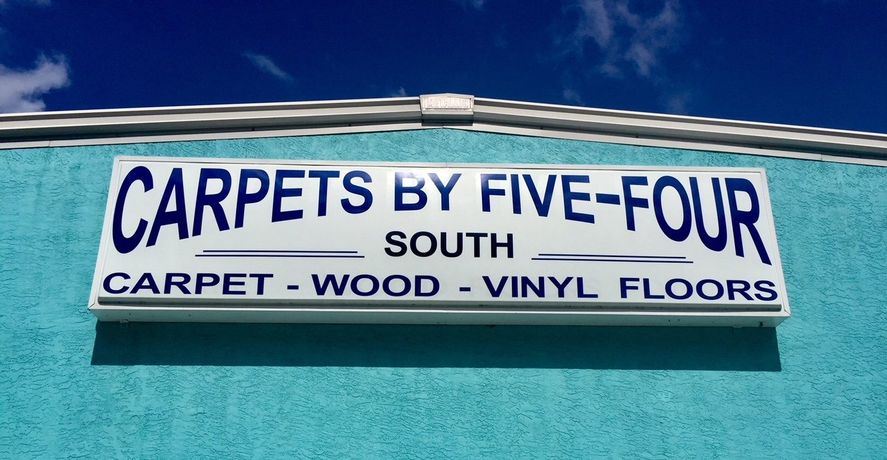 CARPETS BY FIVE-FOUR
SOUTH
CARPET - WOOD - VINYL FLOORS